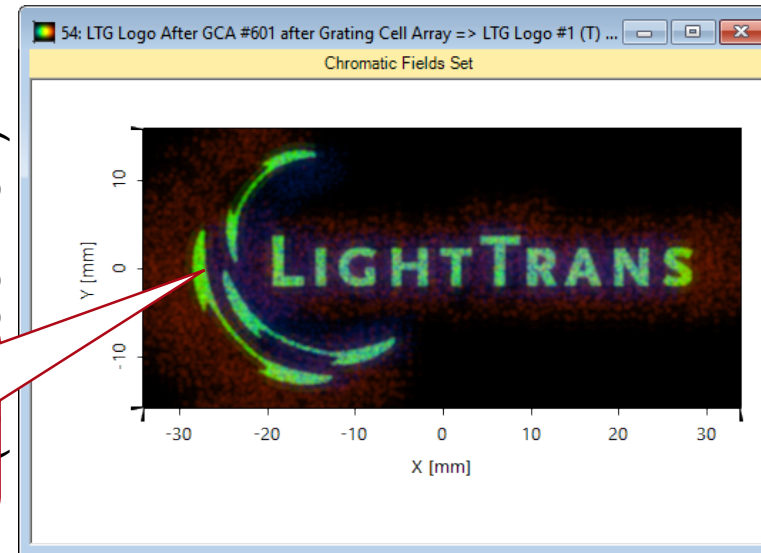 54: LTG Logo After GCA #601 after Grating Cell Array => LTG Logo #1 (T) ...
Chromatic Fields Set
Y [mm]
10
0
-10
LIGHTTRANS
-30 -20 -10 0 10 20 30
X [mm]